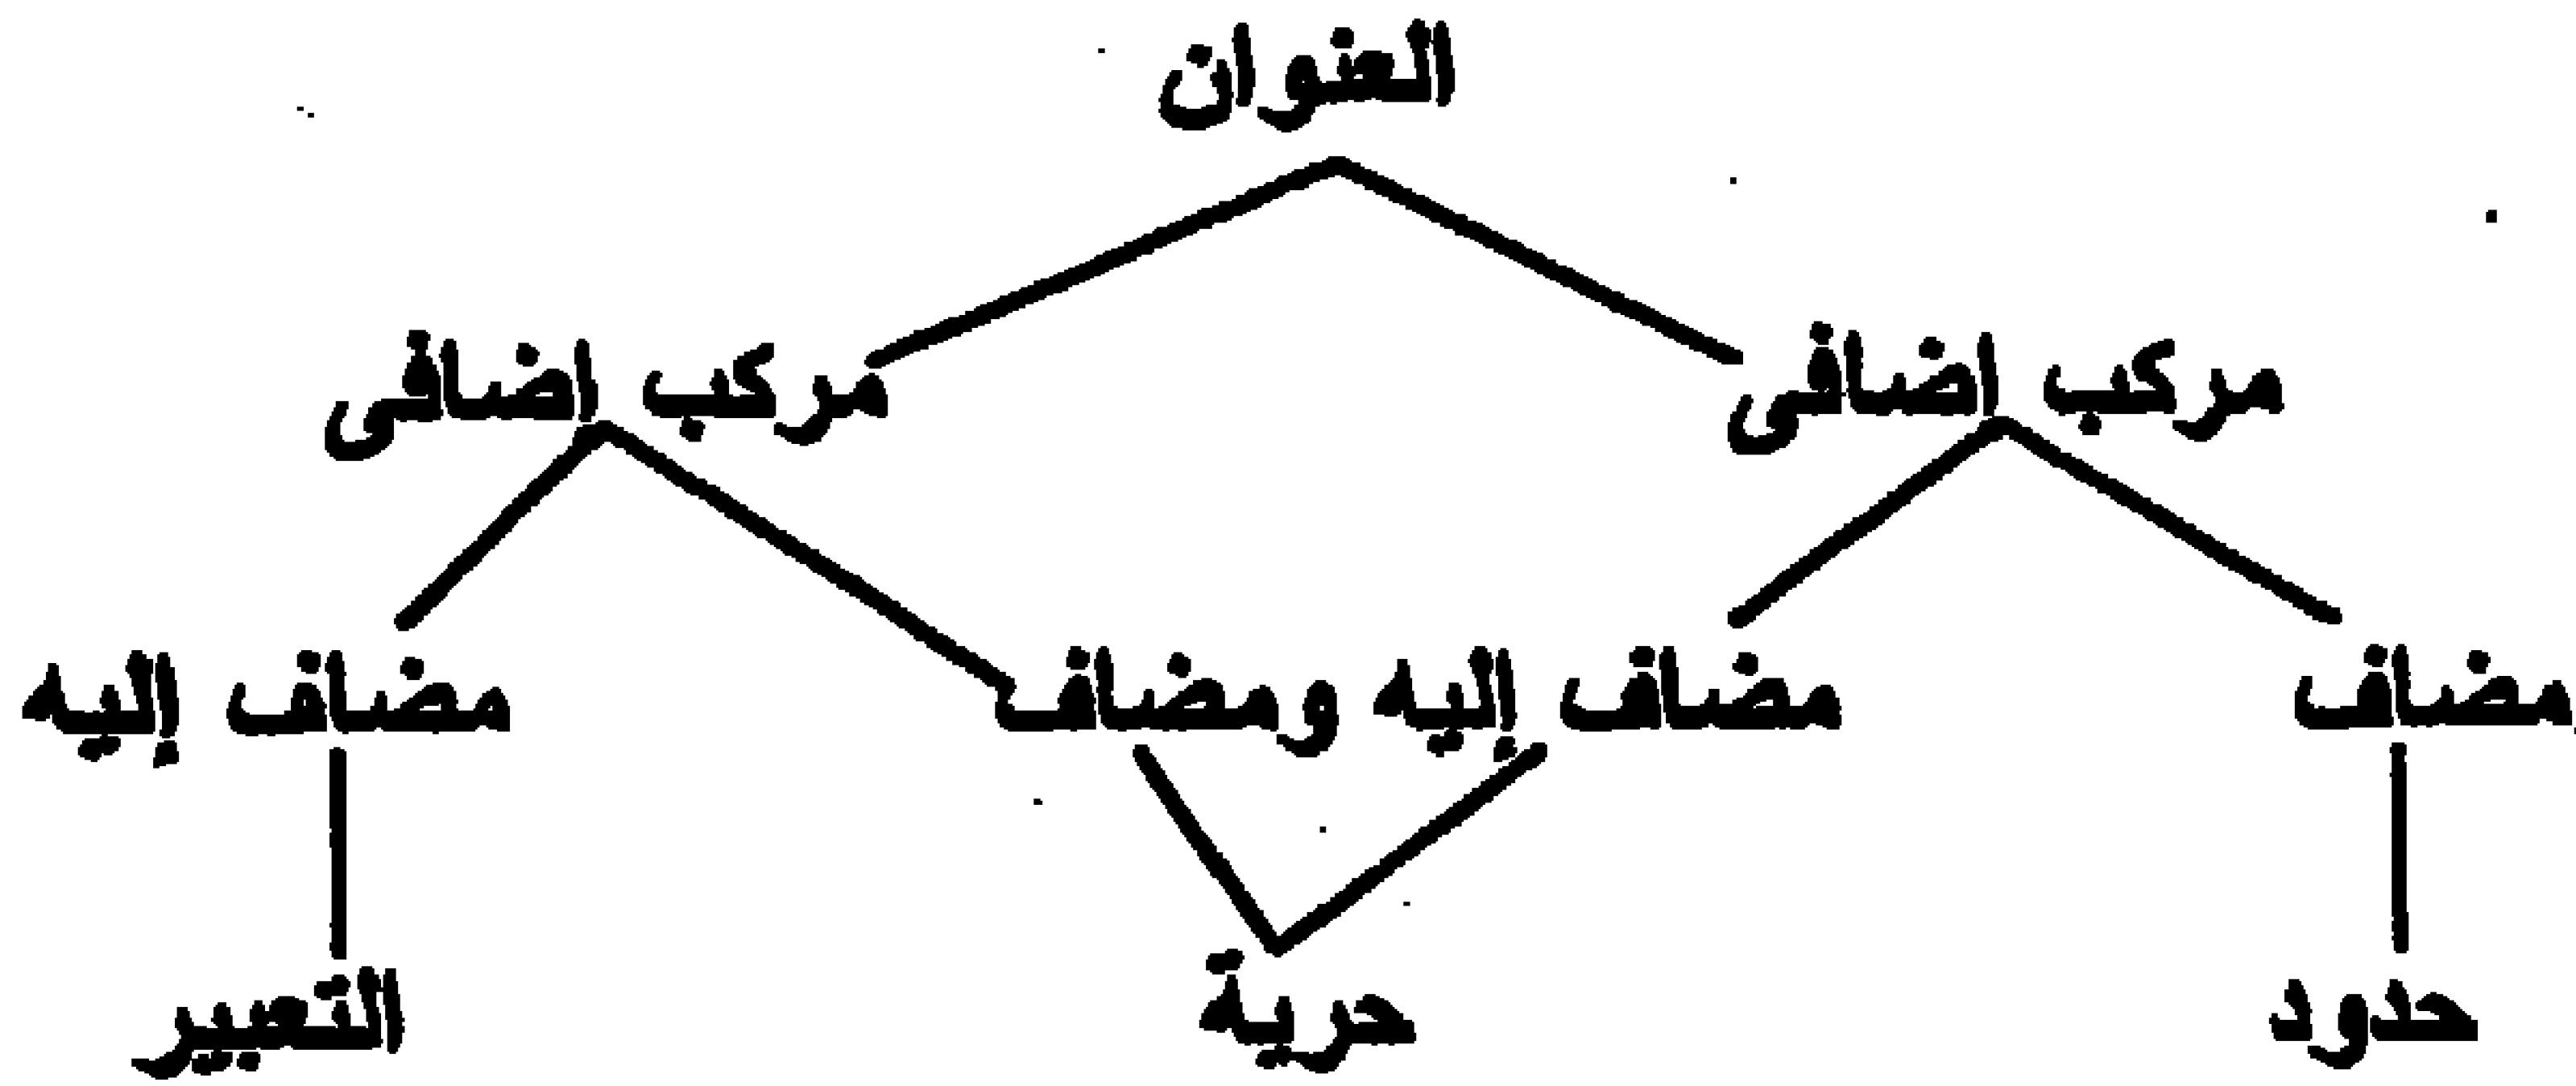 العنوان
مركب اضافى مركب اضافى
مضاف مضاف إليه ومضاف مضاف إليه
حدود حرية التعبير